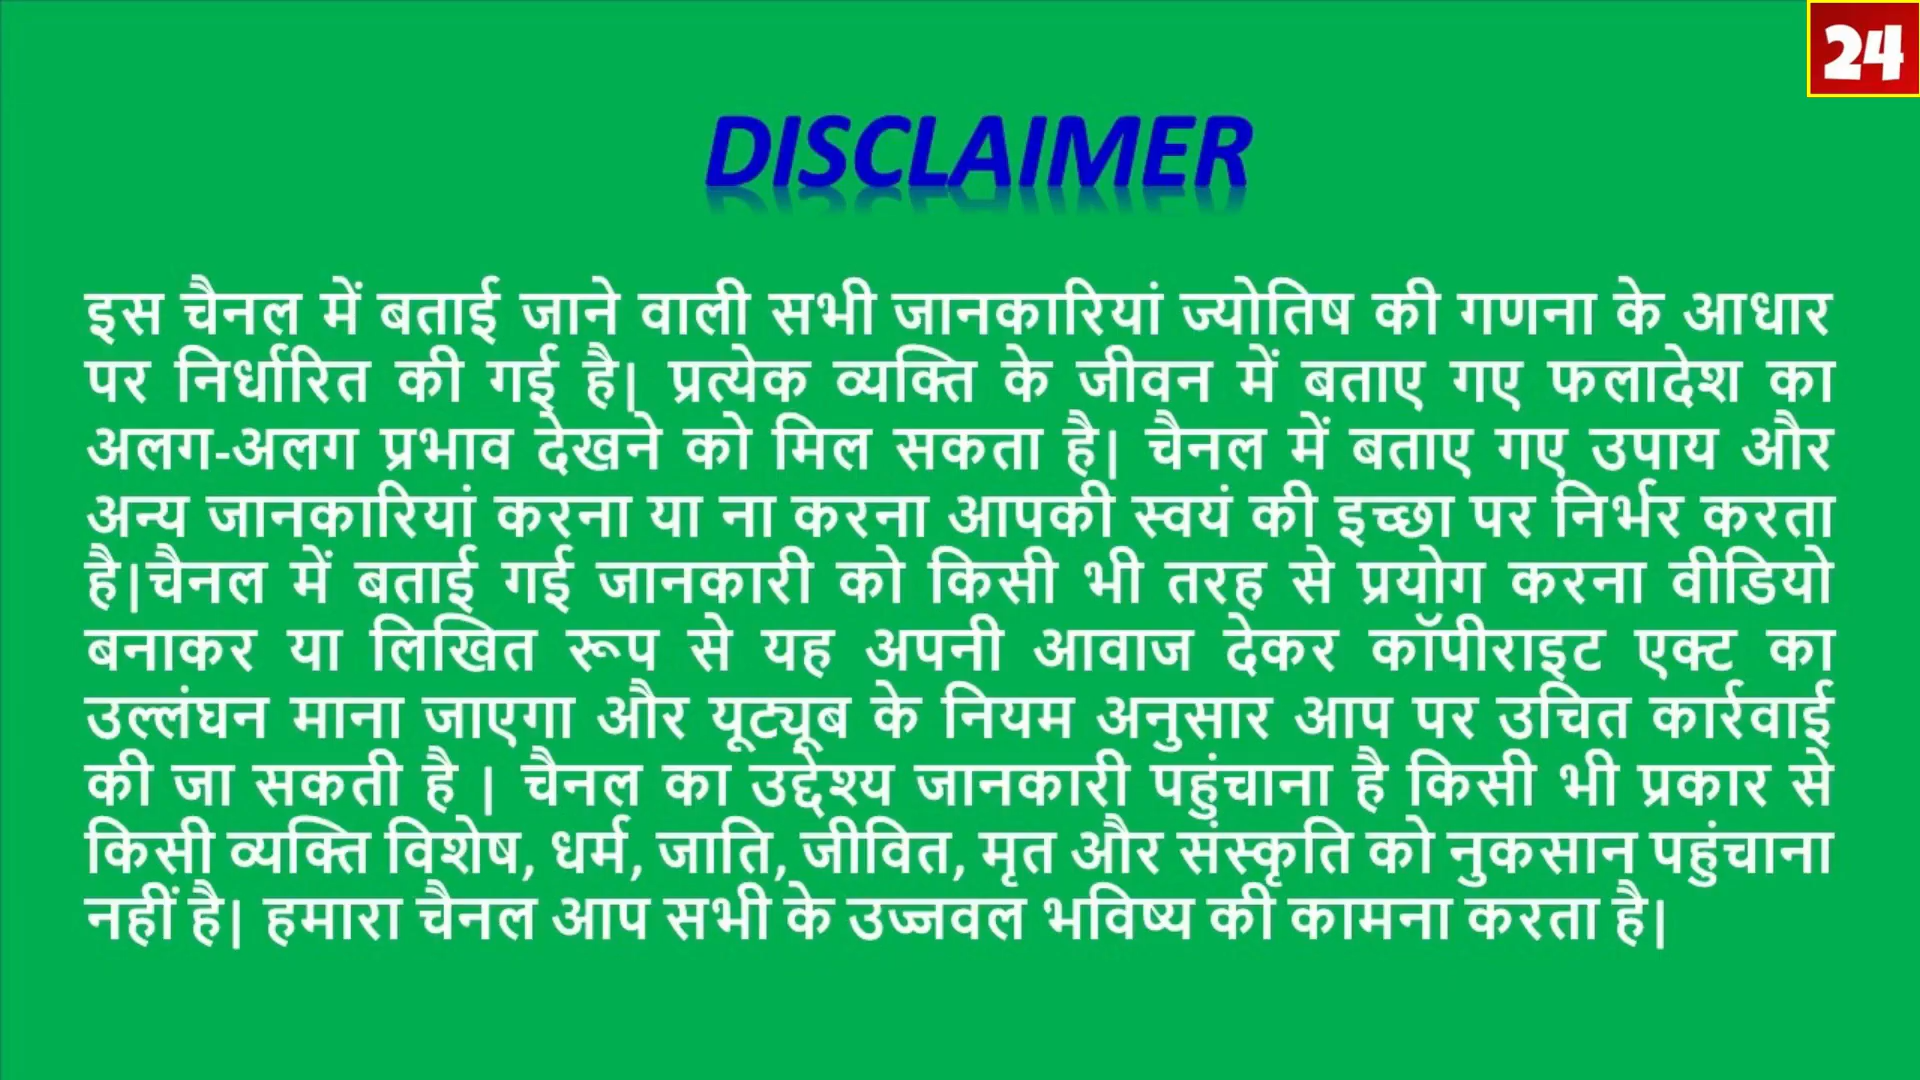 24
DISCLAIMER
इस चैनल में बताई जाने वाली सभी जानकारियां ज्योतिष की गणना के आधार
पर निर्धारित की गई है| प्रत्येक व्यक्ति के जीवन में बताए गए फलादेश का
अलग-अलग प्रभाव देखने को मिल सकता है| चैनल में बताए गए उपाय और
अन्य जानकारियां करना या ना करना आपकी स्वयं की इच्छा पर निर्भर करता
है|चैनल में बताई गई जानकारी को किसी भी तरह से प्रयोग करना वीडियो
बनाकर या लिखित रूप से यह अपनी आवाज देकर कॉपीराइट एक्ट का
उल्लंघन माना जाएगा और यूट्यूब के नियम अनुसार आप पर उचित कार्रवाई
की जा सकती है | चैनल का उद्देश्य जानकारी पहुंचाना है किसी भी प्रकार से
किसी व्यक्ति विशेष, धर्म, जाति, जीवित, मृत और संस्कृति को नुकसान पहुंचाना
नहीं है| हमारा चैनल आप सभी के उज्जवल भविष्य की कामना करता है|